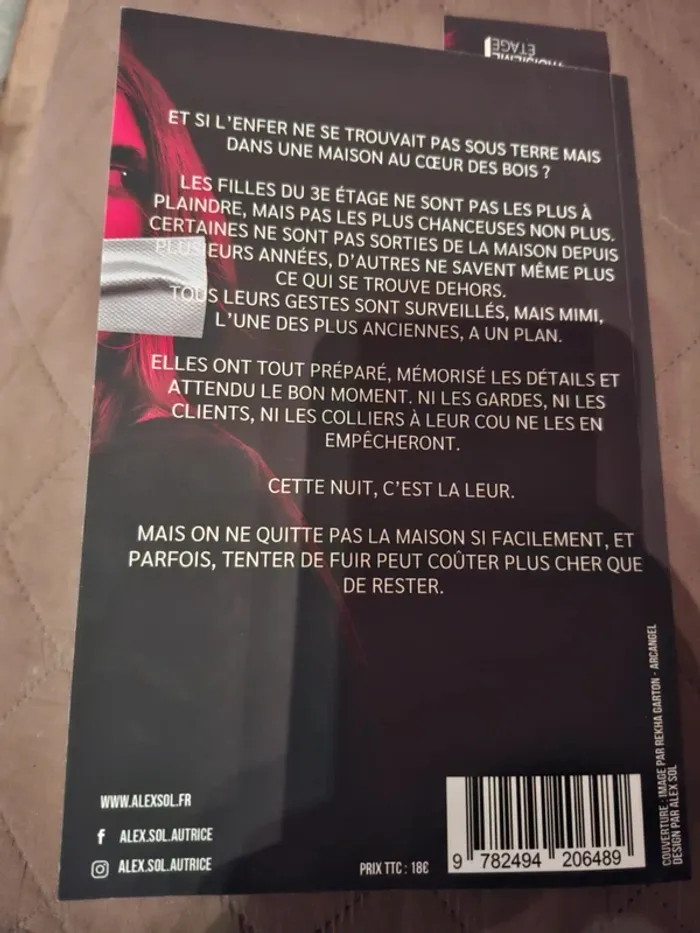 TROISIÈME
ÉTAGE
ET SI L'ENFER NE SE TROUVAIT PAS SOUS TERRE MAIS
DANS UNE MAISON AU CŒUR DES BOIS ?
LES FILLES DU 3E ÉTAGE NE SONT PAS LES PLUS À
PLAINDRE, MAIS PAS LES PLUS CHANCEUSES NON PLUS.
CERTAINES NE SONT PAS SORTIES DE LA MAISON DEPUIS
PLUSIEURS ANNÉES, D'AUTRES NE SAVENT MÊME PLUS
CE QUI SE TROUVE DEHORS.
TOUS LEURS GESTES SONT SURVEILLÉS, MAIS MIMI,
L'UNE DES PLUS ANCIENNES, A UN PLAN.
ELLES ONT TOUT PRÉPARÉ, MÉMORISÉ LES DÉTAILS ET
ATTENDU LE BON MOMENT. NI LES GARDES, NI LES
CLIENTS, NI LES COLLIERS À LEUR COU NE LES EN
EMPÊCHERONT.
CETTE NUIT, C'EST LA LEUR.
MAIS ON NE QUITTE PAS LA MAISON SI FACILEMENT, ET
PARFOIS, TENTER DE FUIR PEUT COÛTER PLUS CHER QUE
DE RESTER.
WWW.ALEXSOL.FR
ALEX.SOL.AUTRICE
ALEX.SOL.AUTRICE
PRIX TTC : 18€
9 782494 206489
COUVERTURE : IMAGE PAR REKHA GARTON - ARCANGEL
DESIGN PAR ALEX SOL